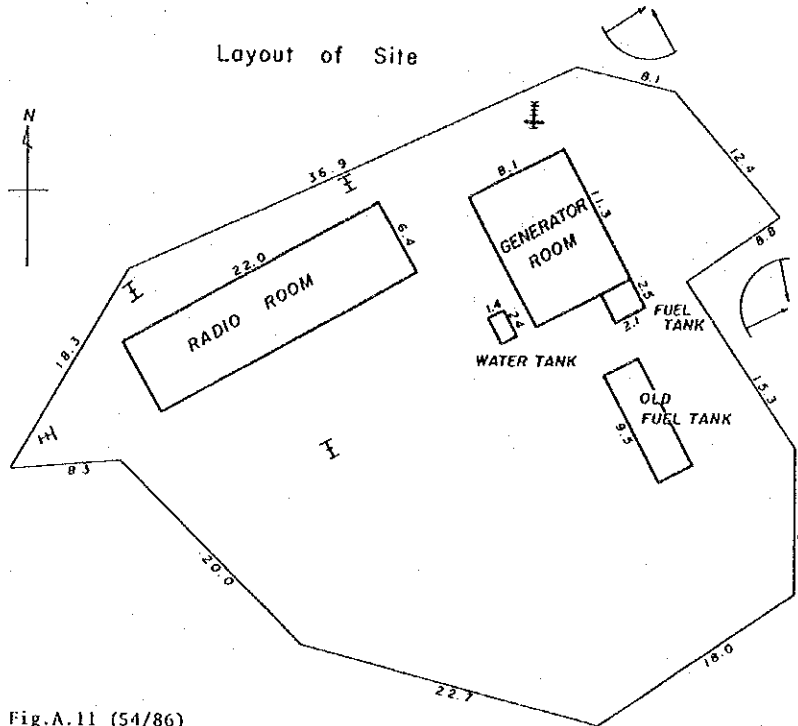 Layout of Site
N
8.1
36.9
12.4
8.1
6.4
11.3
GENERATOR
ROOM
22.0
8.8
RADIO ROOM
18.3
1.4
2.4
2.5
2.1
FUEL
TANK
WATER TANK
15.3
OLD
FUEL TANK
9.5
8.3
20.0
18.0
22.7
Fig.A.11 (54/86)